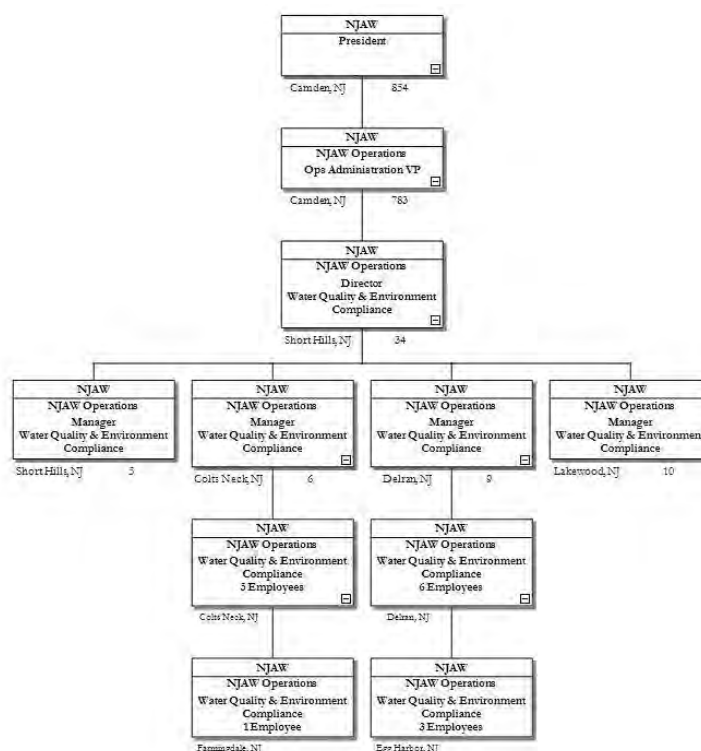 NJAW
President
Camden, NJ 854
NJAW
NJAW Operations
Ops Administration VP
Camden, NJ 783
NJAW
NJAW Operations
Director
Water Quality & Environment
Compliance
Short Hills, NJ 34
NJAW
NJAW Operations
Manager
Water Quality & Environment
Compliance
Short Hills, NJ 5
NJAW
NJAW Operations
Manager
Water Quality & Environment
Compliance
Colts Neck, NJ 6
NJAW
NJAW Operations
Manager
Water Quality & Environment
Compliance
Delran, NJ 9
NJAW
NJAW Operations
Manager
Water Quality & Environment
Compliance
Lakewood, NJ 10
NJAW
NJAW Operations
Water Quality & Environment
Compliance
3 Employees
Colts Neck, NJ
NJAW
NJAW Operations
Water Quality & Environment
Compliance
6 Employees
Delran, NJ
NJAW
NJAW Operations
Water Quality & Environment
Compliance
1 Employee
Farmingdale, NJ
NJAW
NJAW Operations
Water Quality & Environment
Compliance
3 Employees
Egg Harbor, NJ